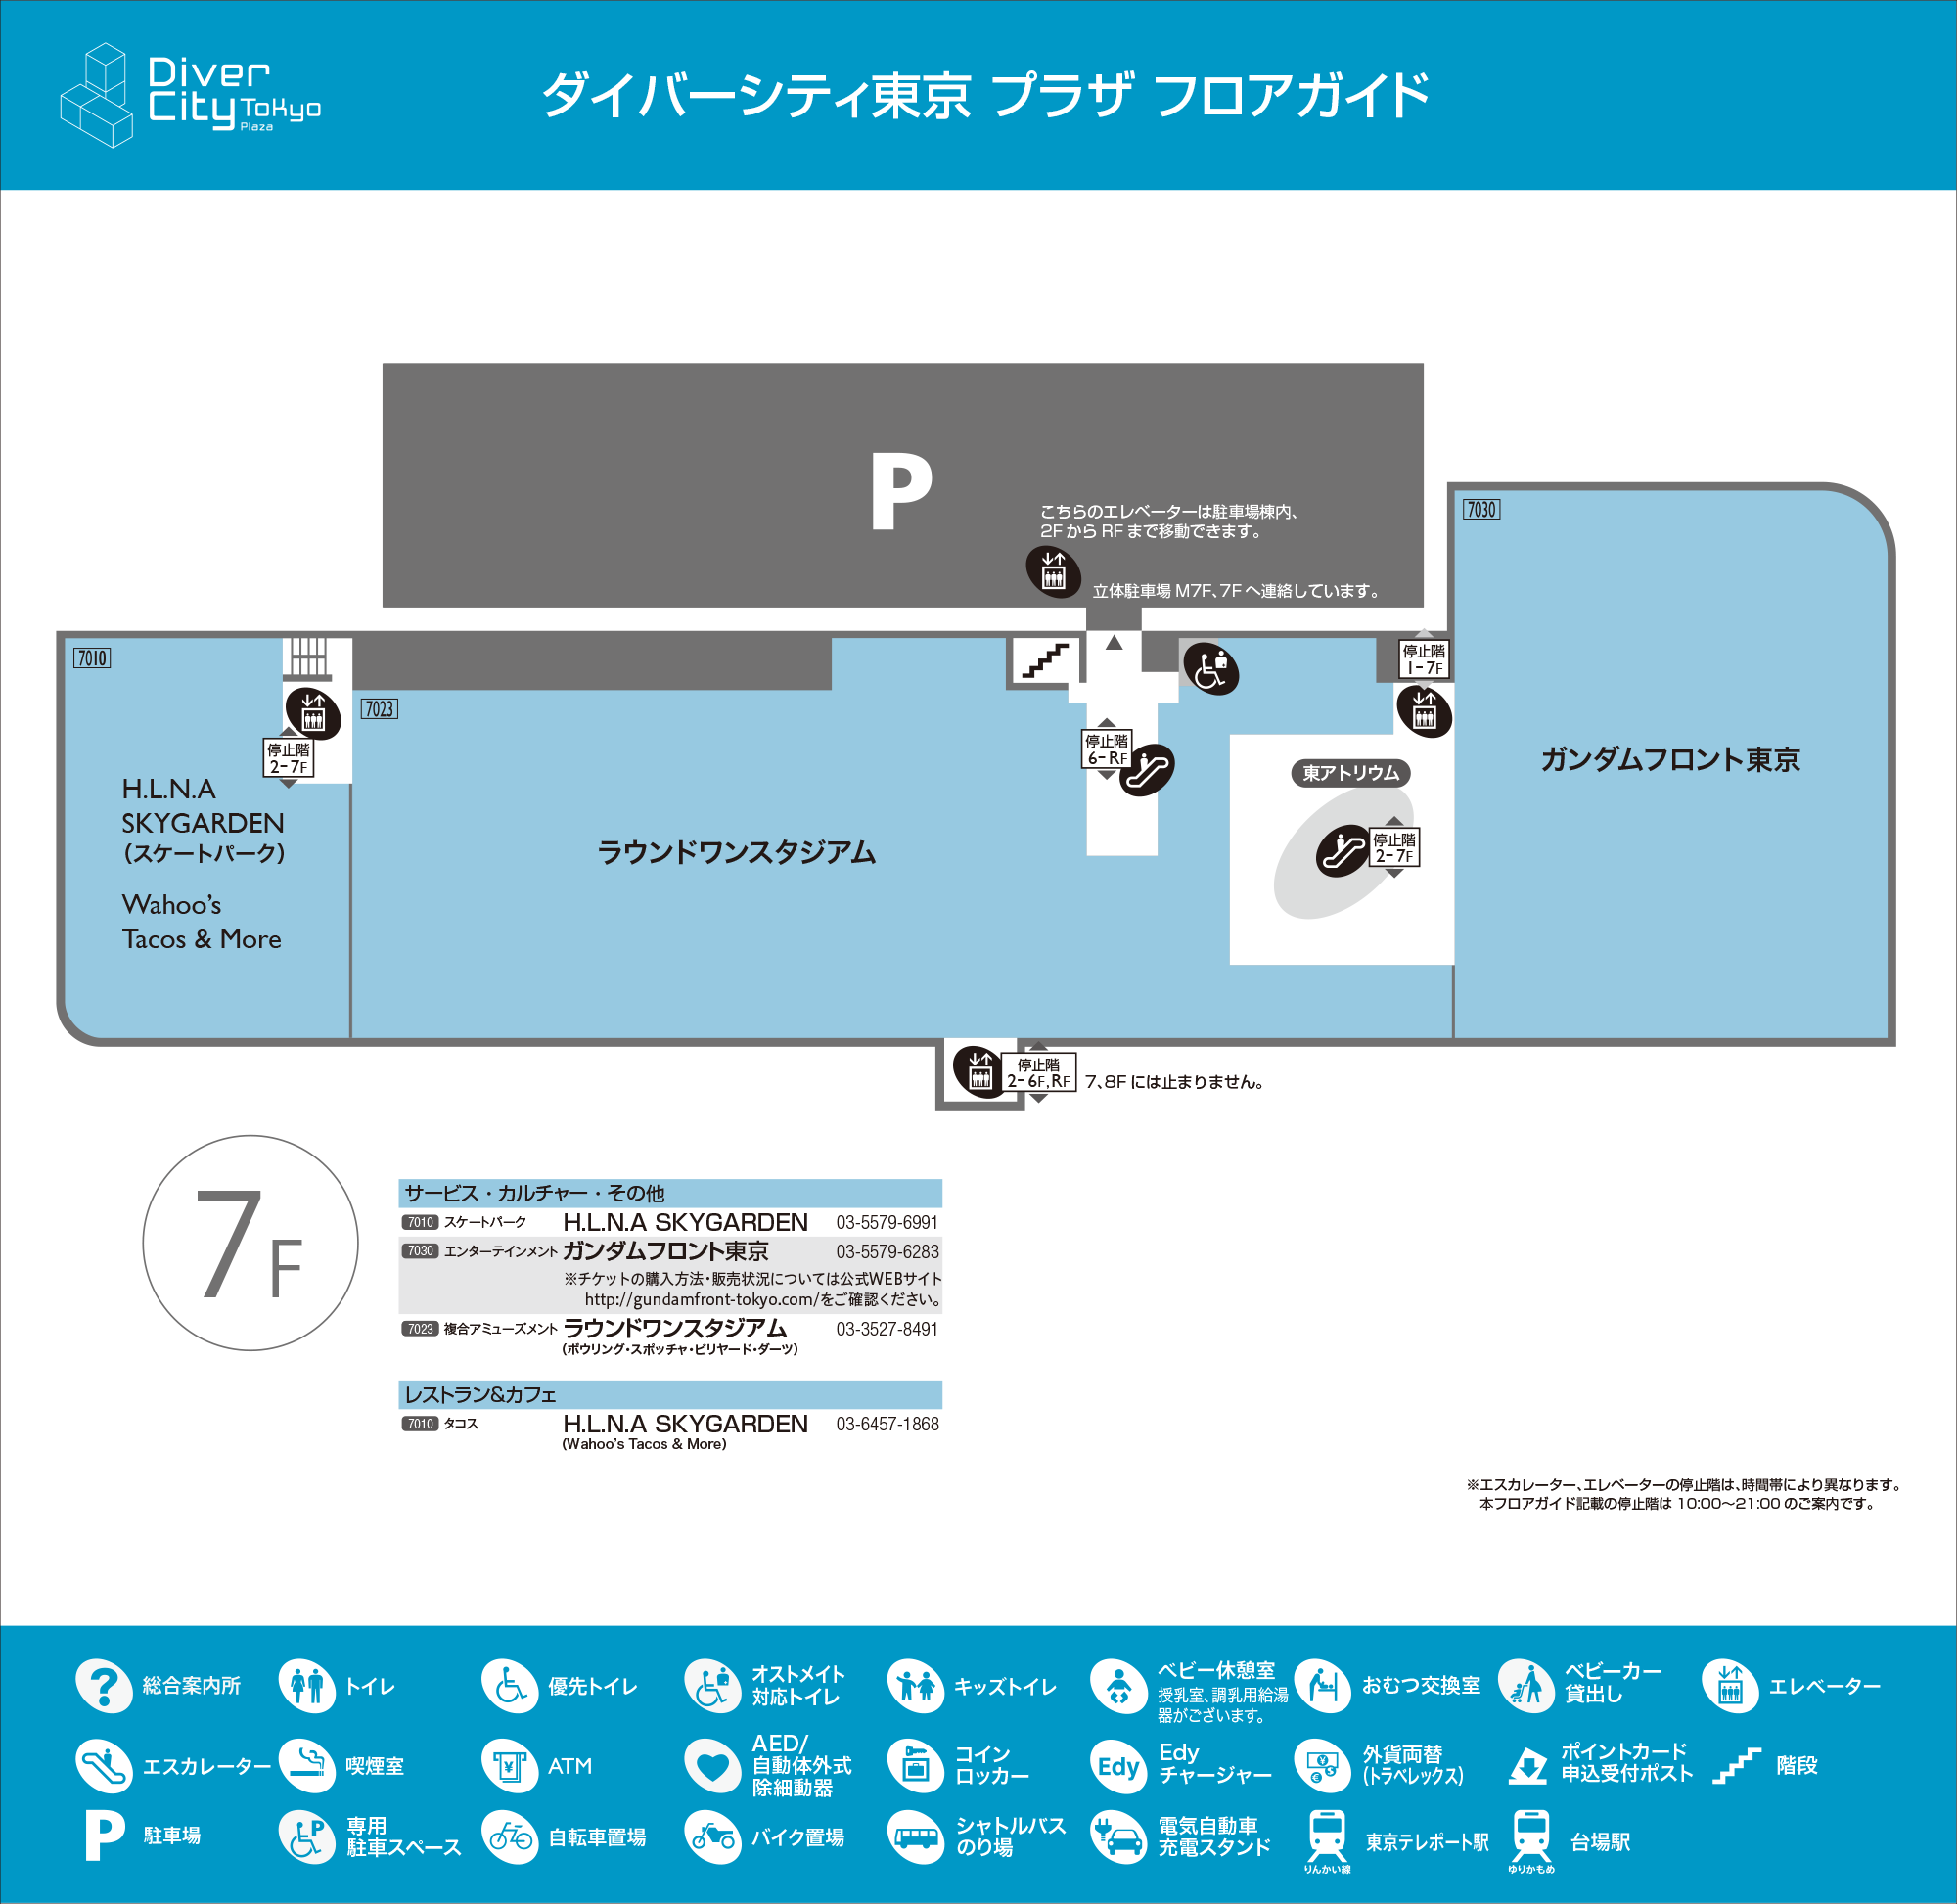 Diver
City Tokyo
Plaza
ダイバーシティ東京 プラザ フロアガイド
P
こちらのエレベーターは駐車場棟内、
2FからRFまで移動できます。
立体駐車場M7F、7Fへ連絡しています。
7030
7010
7023
停止階
1-7F
停止階
2-7F
停止階
6-RF
東アトリウム
停止階
2-7F
ガンダムフロント東京
H.L.N.A
SKYGARDEN
(スケートパーク)
Wahoo's
Tacos & More
ラウンドワンスタジアム
停止階
2-6F,RF
7、8Fには止まりません。
7F
サービス・カルチャー・その他
7010 スケートパーク H.L.N.A SKYGARDEN 03-5579-6991
7030 エンターテインメント ガンダムフロント東京 03-5579-6283
※チケットの購入方法・販売状況については公式WEBサイト
http://gundamfront-tokyo.com/をご確認ください。
7023 複合アミューズメント ラウンドワンスタジアム 03-3527-8491
(ボウリング・スポッチャ・ビリヤード・ダーツ)
レストラン&カフェ
7010 タコス H.L.N.A SKYGARDEN 03-6457-1868
(Wahoo's Tacos & More)
※エスカレーター、エレベーターの停止階は、時間帯により異なります。
本フロアガイド記載の停止階は10:00〜21:00のご案内です。
?
総合案内所
トイレ
優先トイレ
オストメイト
対応トイレ
キッズトイレ
ベビー休憩室
授乳室、調乳用給湯
器がございます。
おむつ交換室
ベビーカー
貸出し
エレベーター
エスカレーター
喫煙室
¥
ATM
AED/
自動体外式
除細動器
コイン
ロッカー
Edy
Edy
チャージャー
¥
€
$
外貨両替
(トラベレックス)
ポイントカード
申込受付ポスト
階段
P
駐車場
P
専用
駐車スペース
自転車置場
バイク置場
シャトルバス
のり場
電気自動車
充電スタンド
りんかい線
東京テレポート駅
ゆりかもめ
台場駅